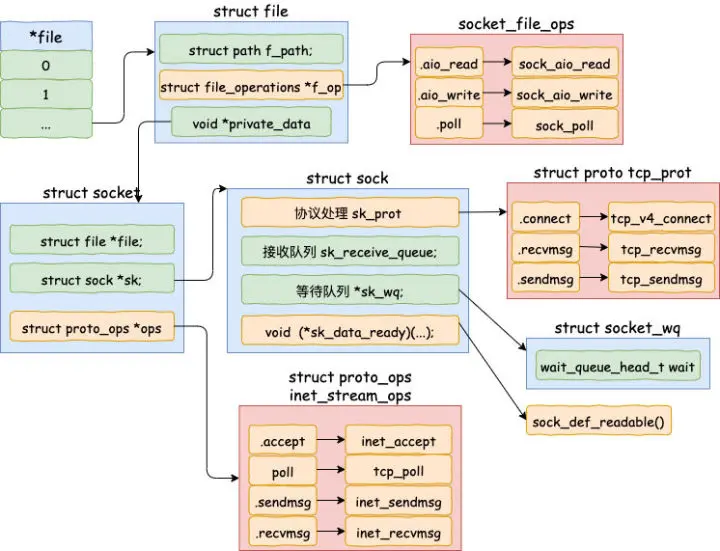 *file
0
1
...
struct file
struct path f_path;
struct file_operations *f_op
void *private_data
socket_file_ops
.aio_read
sock_aio_read
.aio_write
sock_aio_write
.poll
sock_poll
struct socket
struct file *file;
struct sock *sk;
struct proto_ops *ops
struct sock
协议处理 sk_prot
接收队列 sk_receive_queue;
等待队列 *sk_wq;
void (*sk_data_ready)(...);
struct proto tcp_prot
.connect
tcp_v4_connect
.recvmsg
tcp_recvmsg
.sendmsg
tcp_sendmsg
struct socket_wq
wait_queue_head_t wait
sock_def_readable()
struct proto_ops
inet_stream_ops
.accept
inet_accept
poll
tcp_poll
.sendmsg
inet_sendmsg
.recvmsg
inet_recvmsg